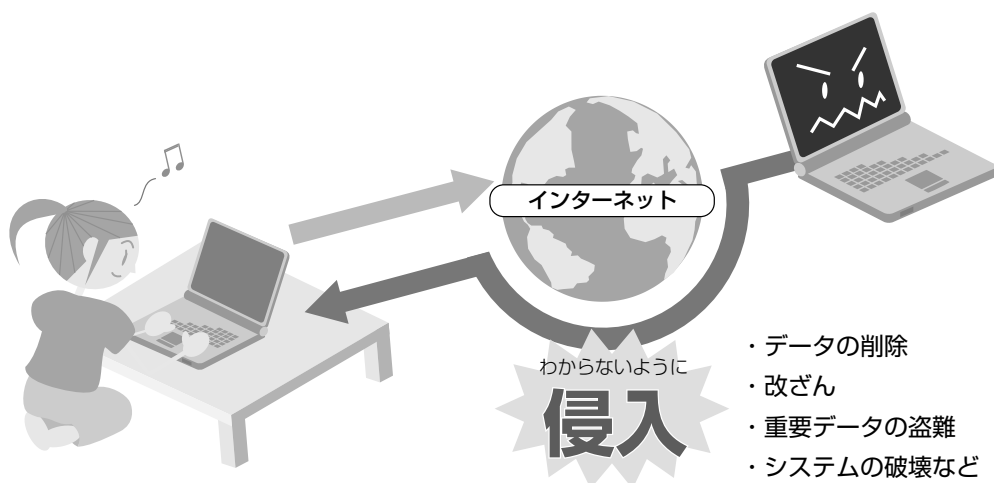 インターネット
わからないように
侵入
・データの削除
・改ざん
・重要データの盗難
・システムの破壊など